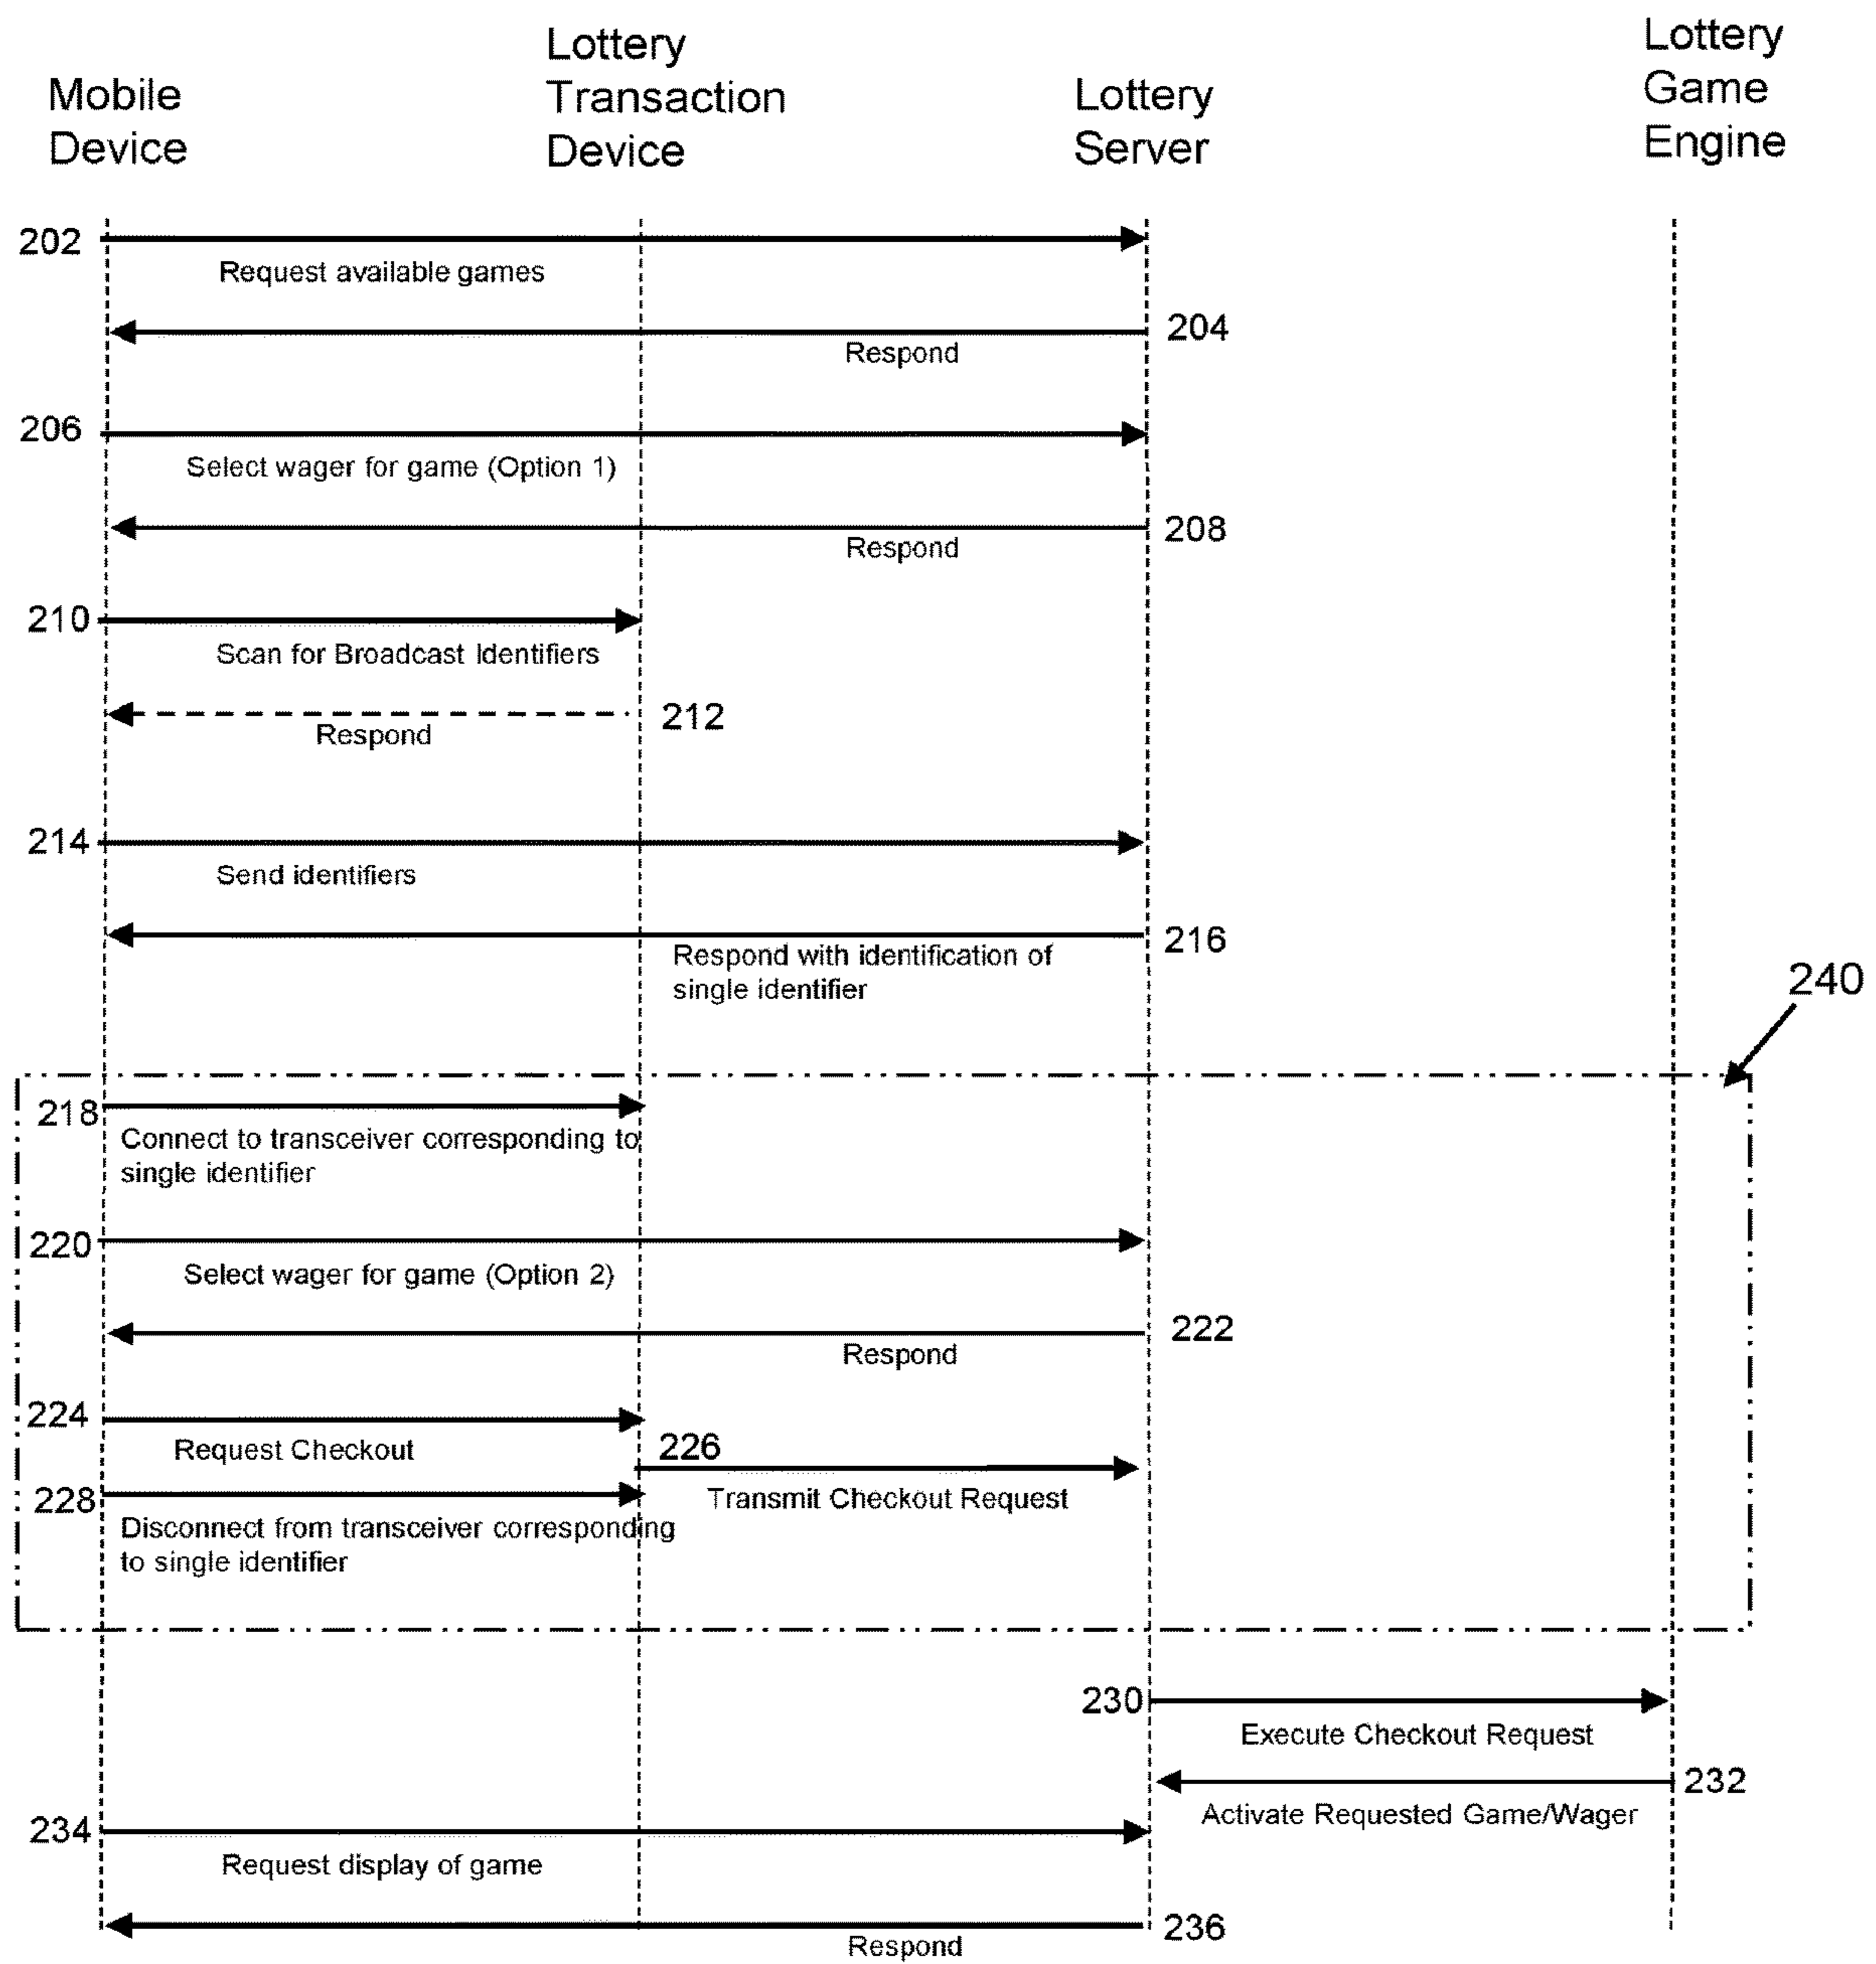 Mobile
Device
Lottery
Transaction
Device
Lottery
Server
Lottery
Game
Engine
202
Request available games
204
Respond
206
Select wager for game (Option 1)
208
Respond
210
Scan for Broadcast Identifiers
212
Respond
214
Send identifiers
216
Respond with identification of
single identifier
240
218
Connect to transceiver corresponding to
single identifier
220
Select wager for game (Option 2)
222
Respond
224
Request Checkout
226
Transmit Checkout Request
228
Disconnect from transceiver corresponding
to single identifier
230
Execute Checkout Request
232
Activate Requested Game/Wager
234
Request display of game
236
Respond